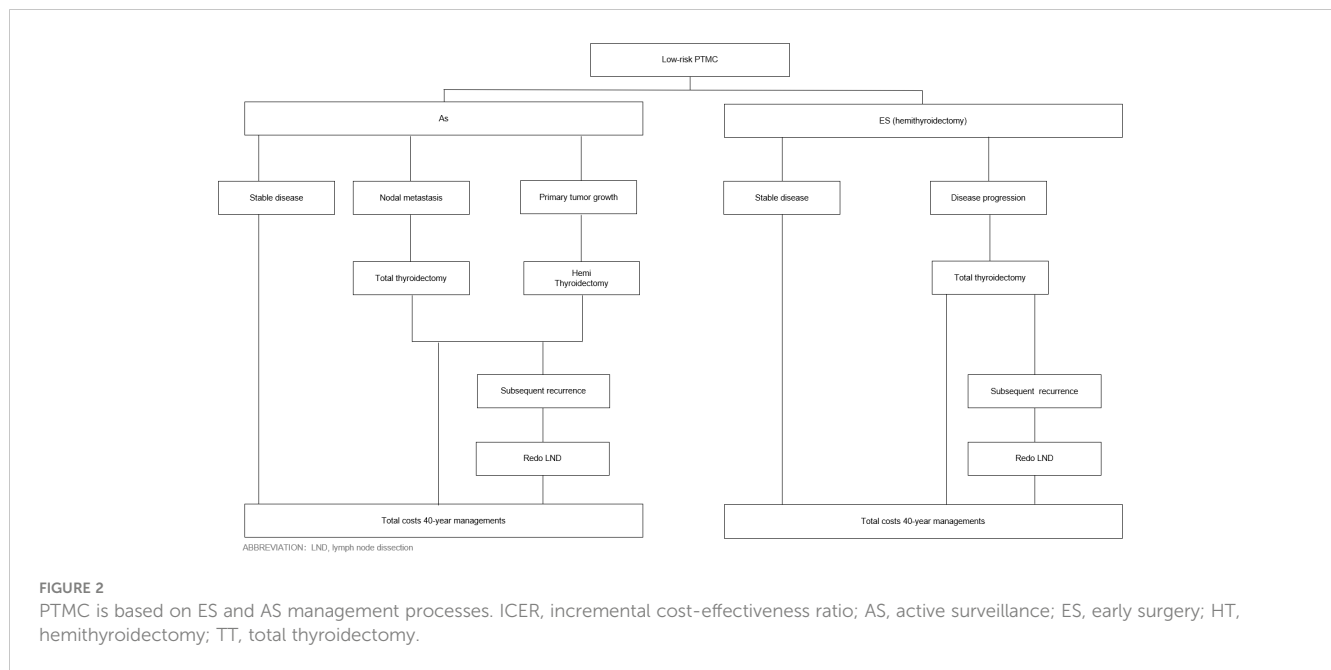 Low-risk PTMC
As
ES (hemithyroidectomy)
Stable disease
Nodal metastasis
Primary tumor growth
Stable disease
Disease progression
Total thyroidectomy
Hemi
Thyroidectomy
Total thyroidectomy
Subsequent recurrence
Subsequent recurrence
Redo LND
Redo LND
Total costs 40-year managements
Total costs 40-year managements
ABBREVIATION: LND, lymph node dissection
FIGURE 2
PTMC is based on ES and AS management processes. ICER, incremental cost-effectiveness ratio; AS, active surveillance; ES, early surgery; HT,
hemithyroidectomy; TT, total thyroidectomy.